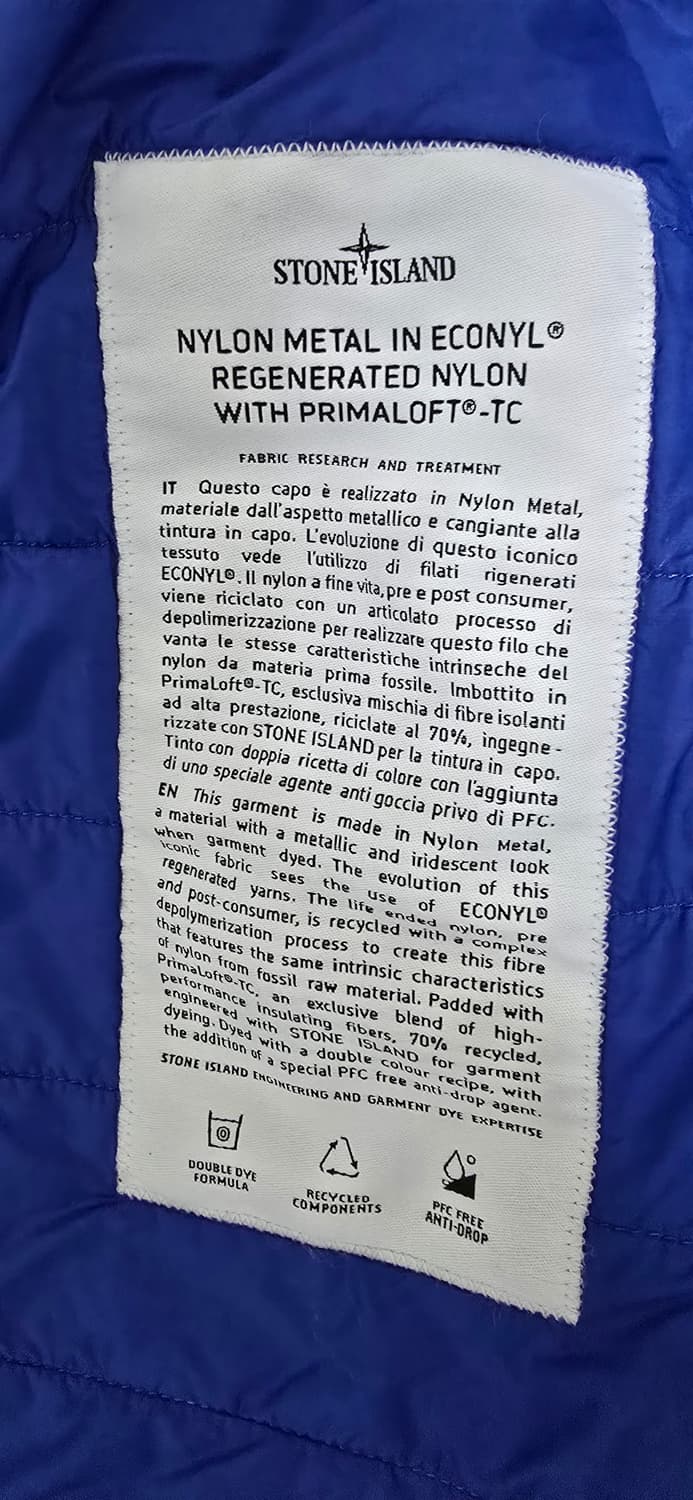 STONE ISLAND
NYLON METAL IN ECONYL®
REGENERATED NYLON
WITH PRIMALOFT®-TC
FABRIC RESEARCH AND TREATMENT
IT Questo capo è realizzato in Nylon Metal,
materiale dall'aspetto metallico e cangiante alla
tintura in capo. L'evoluzione di questo iconico
tessuto vede l'utilizzo di filati rigenerati
ECONYL®. Il nylon a fine vita, pre e post consumer,
viene riciclato con un articolato processo di
depolimerizzazione per realizzare questo filo che
vanta le stesse caratteristiche intrinseche del
nylon da materia prima fossile. Imbottito in
PrimaLoft®-TC, esclusiva mischia di fibre isolanti
ad alta prestazione, riciclate al 70%, ingegne-
rizzate con STONE ISLAND per la tintura in capo.
Tinto con doppia ricetta di colore con l'aggiunta
di uno speciale agente anti goccia privo di PFC.
EN This garment is made in Nylon Metal,
a material with a metallic and iridescent look
when garment dyed. The evolution of this
iconic fabric sees the use of ECONYL®
regenerated yarns. The life ended nylon, pre
and post-consumer, is recycled with a complex
depolymerization process to create this fibre
that features the same intrinsic characteristics
of nylon from fossil raw material. Padded with
PrimaLoft®-TC, an exclusive blend of high-
performance insulating fibers, 70% recycled,
engineered with STONE ISLAND for garment
dyeing. Dyed with a double colour recipe, with
the addition of a special PFC free anti-drop agent.
STONE ISLAND ENGINEERING AND GARMENT DYE EXPERTISE
DOUBLE DYE
FORMULA
RECYCLED
COMPONENTS
PFC FREE
ANTI-DROP